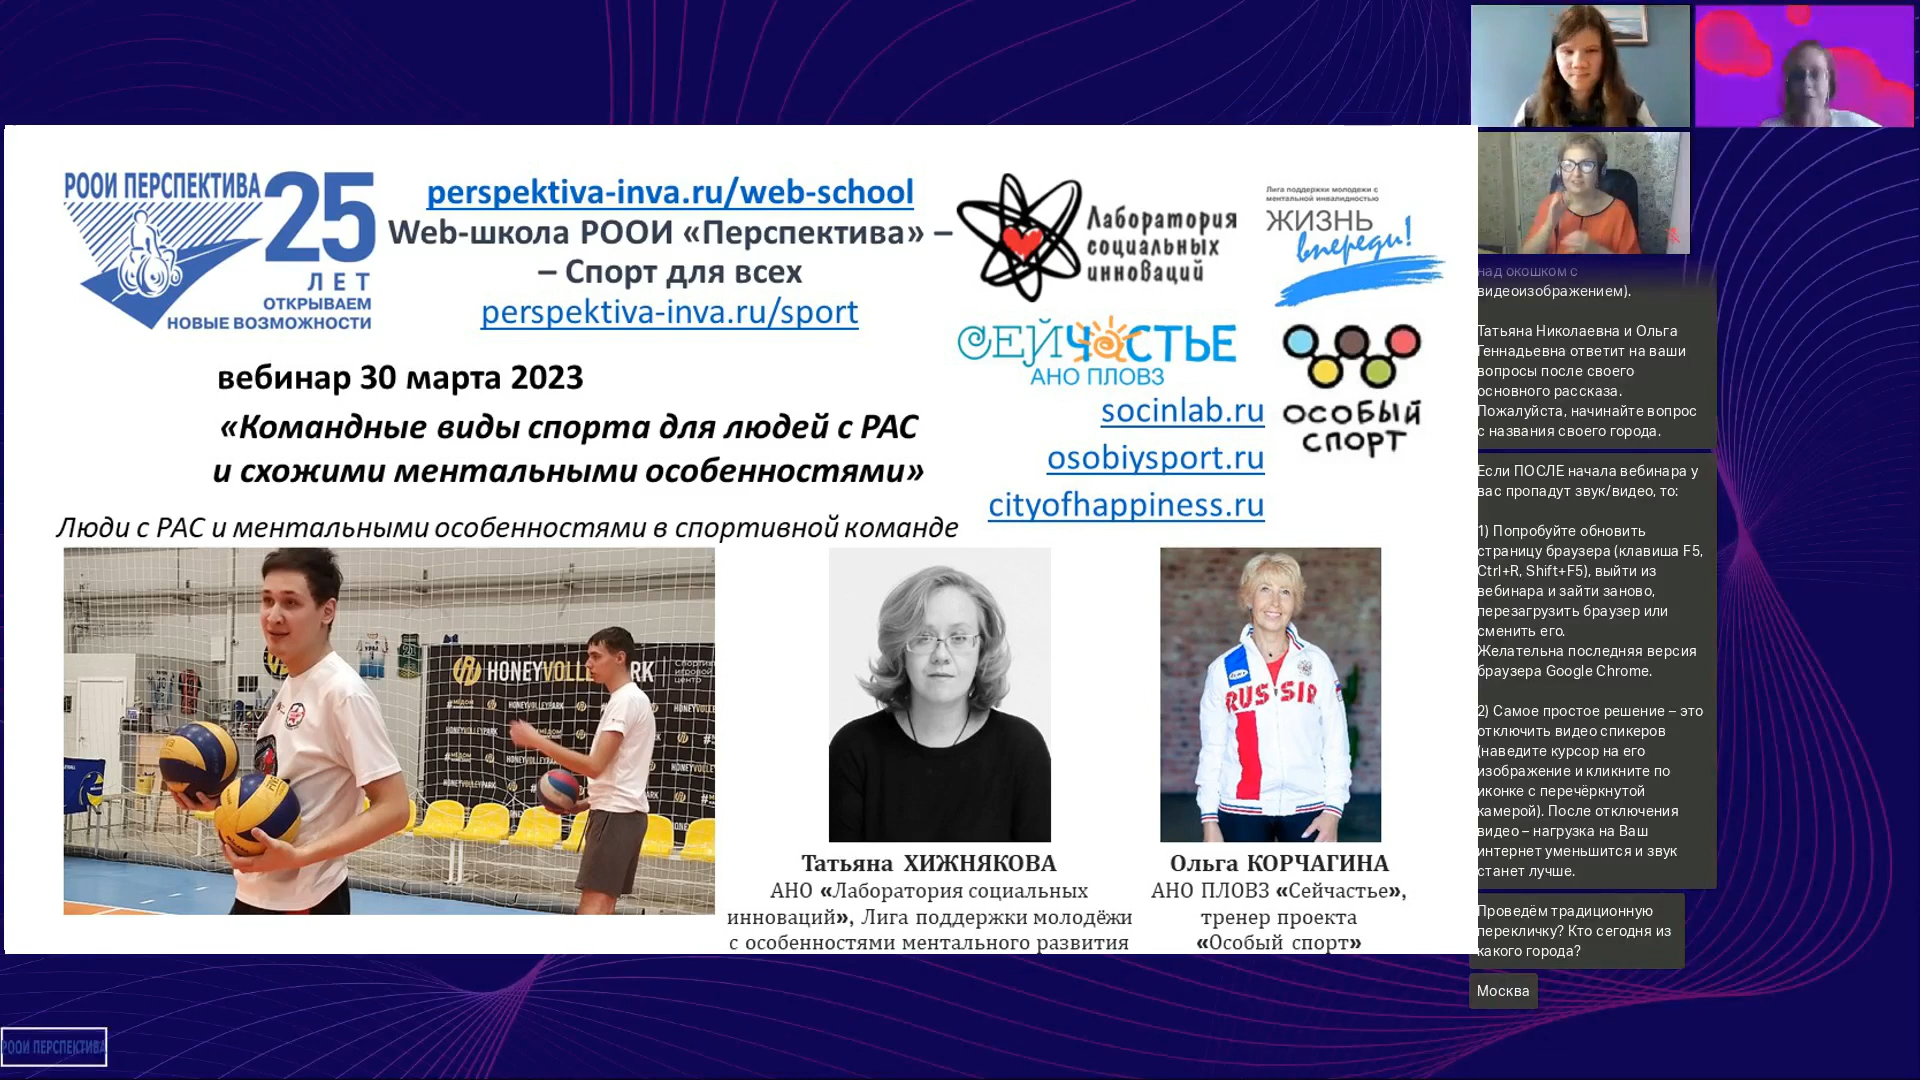 РООИ ПЕРСПЕКТИВА
25
ЛЕТ
ОТКРЫВАЕМ
НОВЫЕ ВОЗМОЖНОСТИ
perspektiva-inva.ru/web-school
Web-школа РООИ «Перспектива» –
– Спорт для всех
perspektiva-inva.ru/sport
Лаборатория
социальных
инноваций
Лига поддержки молодежи с
ментальной инвалидностью
ЖИЗНЬ
впереди!
СЕЙЧАСТЬЕ
АНО ПЛОВЗ
ОСОБЫЙ
СПОРТ
socinlab.ru
osobiysport.ru
cityofhappiness.ru
вебинар 30 марта 2023
«Командные виды спорта для людей с РАС
и схожими ментальными особенностями»
Люди с РАС и ментальными особенностями в спортивной команде
HONEYVOLLEYPARK
Спортивно
игровой
центр
RUSSIA
Татьяна ХИЖНЯКОВА
АНО «Лаборатория социальных
инноваций», Лига поддержки молодёжи
с особенностями ментального развития
Ольга КОРЧАГИНА
АНО ПЛОВЗ «Сейчастье»,
тренер проекта
«Особый спорт»
над окошком с
видеоизображением).
Татьяна Николаевна и Ольга
Геннадьевна ответит на ваши
вопросы после своего
основного рассказа.
Пожалуйста, начинайте вопрос
с названия своего города.
Если ПОСЛЕ начала вебинара у
вас пропадут звук/видео, то:
1) Попробуйте обновить
страницу браузера (клавиша F5,
Ctrl+R, Shift+F5), выйти из
вебинара и зайти заново,
перезагрузить браузер или
сменить его.
Желательна последняя версия
браузера Google Chrome.
2) Самое простое решение – это
отключить видео спикеров
(наведите курсор на его
изображение и кликните по
иконке с перечёркнутой
камерой). После отключения
видео – нагрузка на Ваш
интернет уменьшится и звук
станет лучше.
Проведём традиционную
перекличку? Кто сегодня из
какого города?
Москва
РООИ ПЕРСПЕКТИВА